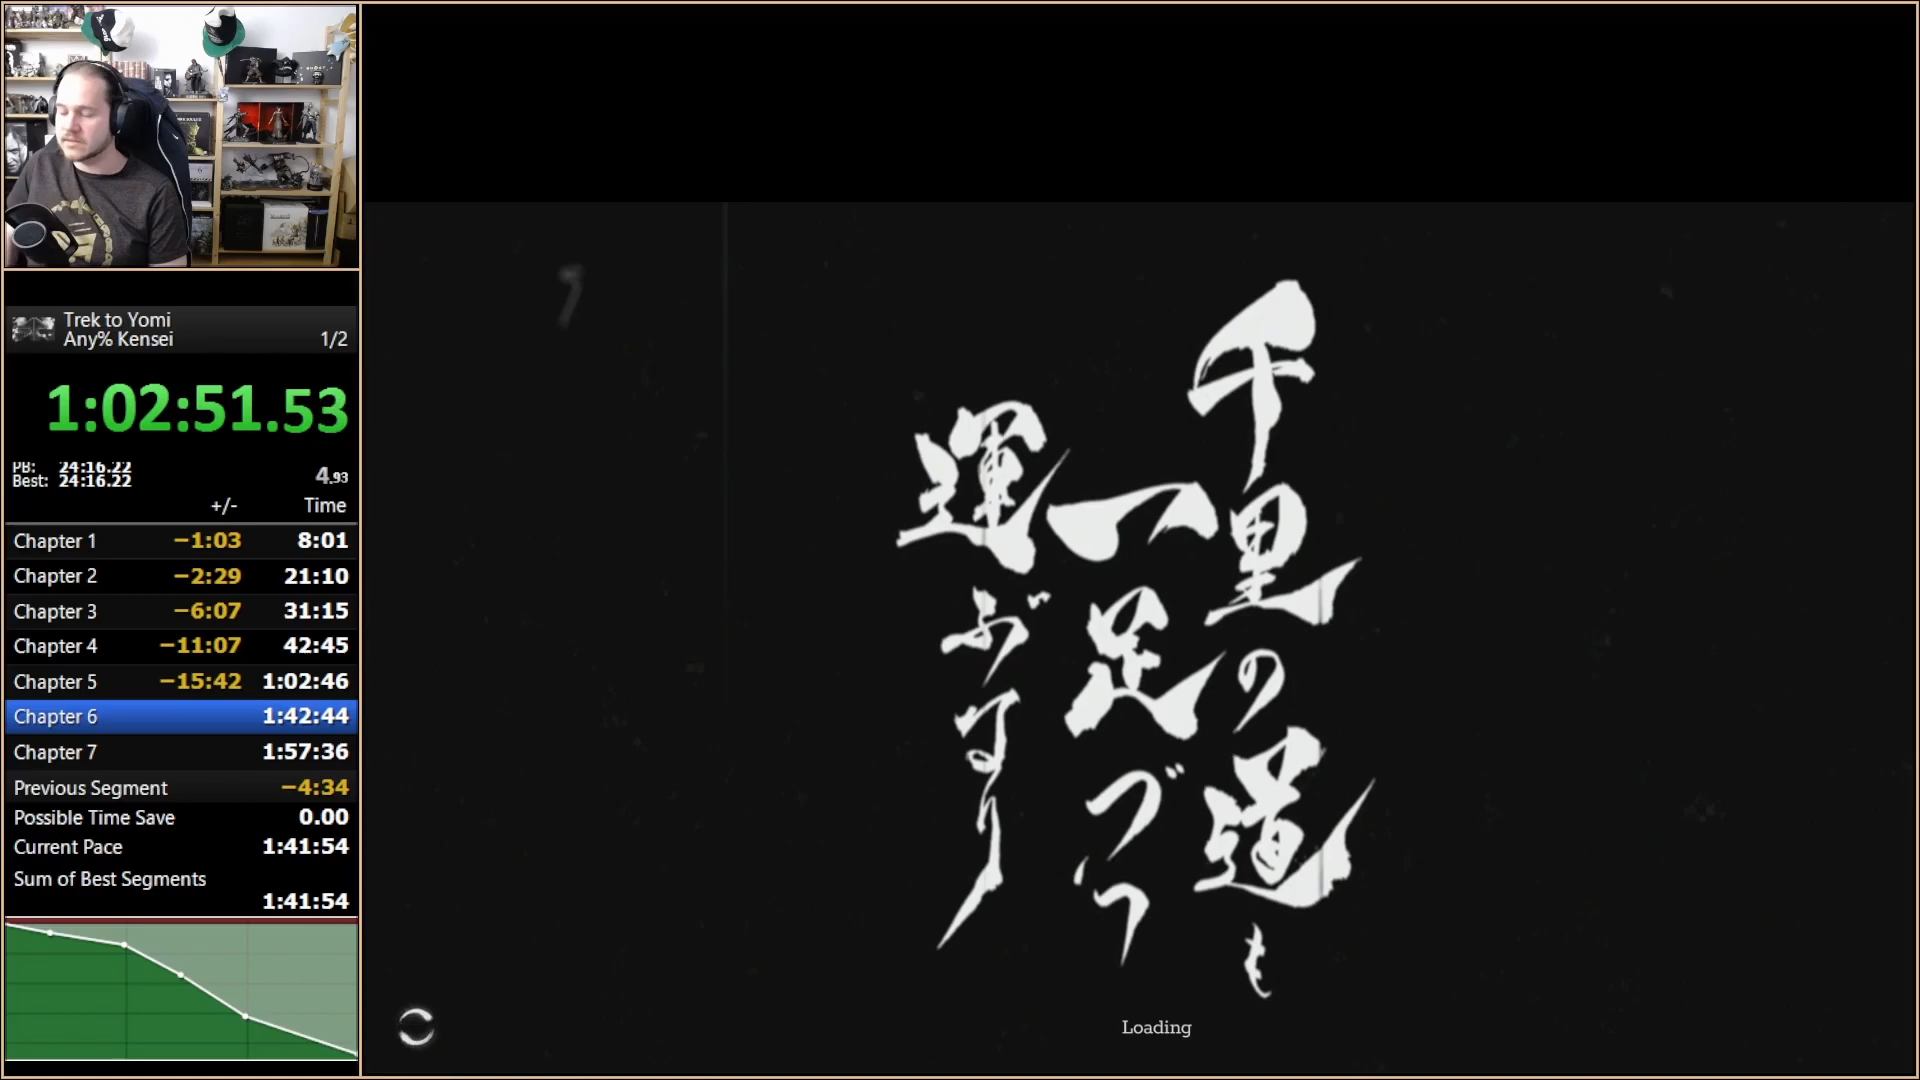 Trek to Yomi
Any% Kensei
1/2
1:02:51.53
PB: 24:16.22
Best: 24:16.22
4.93
+/- Time
Chapter 1 −1:03 8:01
Chapter 2 −2:29 21:10
Chapter 3 −6:07 31:15
Chapter 4 −11:07 42:45
Chapter 5 −15:42 1:02:46
Chapter 6 1:42:44
Chapter 7 1:57:36
Previous Segment −4:34
Possible Time Save 0.00
Current Pace 1:41:54
Sum of Best Segments
1:41:54
千里の道も
一足づつ
運ぶなり
Loading